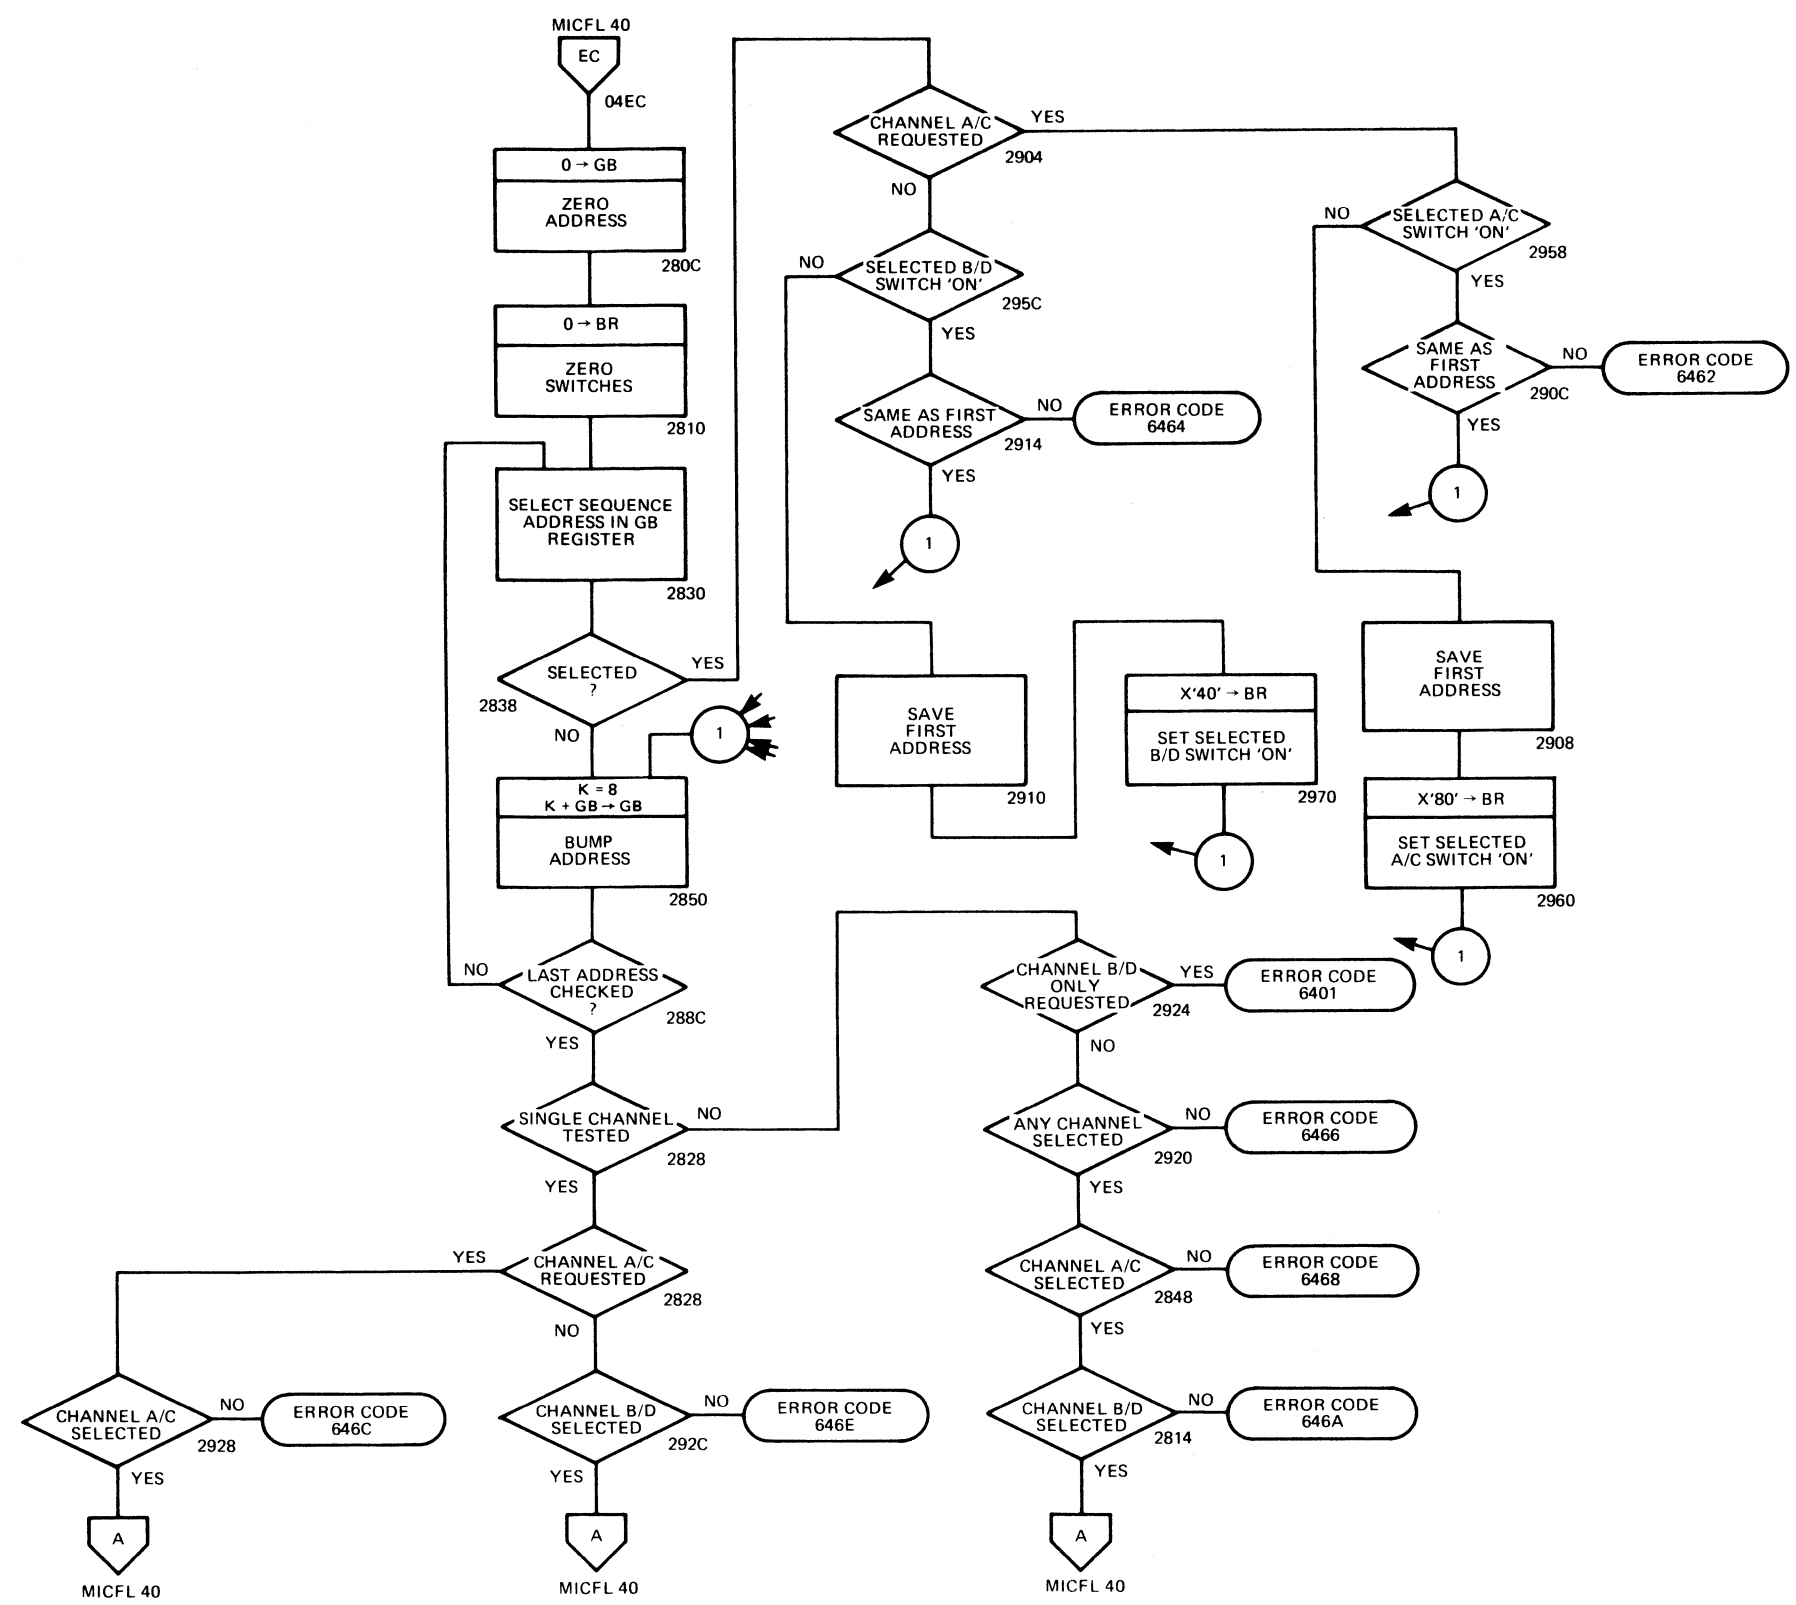 MICFL 40
EC
04EC
0 → GB
ZERO
ADDRESS
280C
0 → BR
ZERO
SWITCHES
2810
SELECT SEQUENCE
ADDRESS IN GB
REGISTER
2830
SELECTED
?
2838
YES
NO
1
K = 8
K + GB → GB
BUMP
ADDRESS
2850
LAST ADDRESS
CHECKED
?
288C
NO
YES
SINGLE CHANNEL
TESTED
2828
NO
YES
CHANNEL A/C
REQUESTED
2828
YES
NO
CHANNEL A/C
SELECTED
2928
NO
ERROR CODE
646C
YES
A
MICFL 40
CHANNEL B/D
SELECTED
292C
NO
ERROR CODE
646E
YES
A
MICFL 40
CHANNEL A/C
REQUESTED
2904
YES
NO
SELECTED B/D
SWITCH 'ON'
295C
NO
YES
SAME AS FIRST
ADDRESS
2914
NO
ERROR CODE
6464
YES
1
SAVE
FIRST
ADDRESS
2910
X'40' → BR
SET SELECTED
B/D SWITCH 'ON'
2970
1
SELECTED A/C
SWITCH 'ON'
2958
NO
YES
SAME AS
FIRST
ADDRESS
290C
NO
ERROR CODE
6462
YES
1
SAVE
FIRST
ADDRESS
2908
X'80' → BR
SET SELECTED
A/C SWITCH 'ON'
2960
1
CHANNEL B/D
ONLY
REQUESTED
2924
YES
ERROR CODE
6401
NO
ANY CHANNEL
SELECTED
2920
NO
ERROR CODE
6466
YES
CHANNEL A/C
SELECTED
2848
NO
ERROR CODE
6468
YES
CHANNEL B/D
SELECTED
2814
NO
ERROR CODE
646A
YES
A
MICFL 40